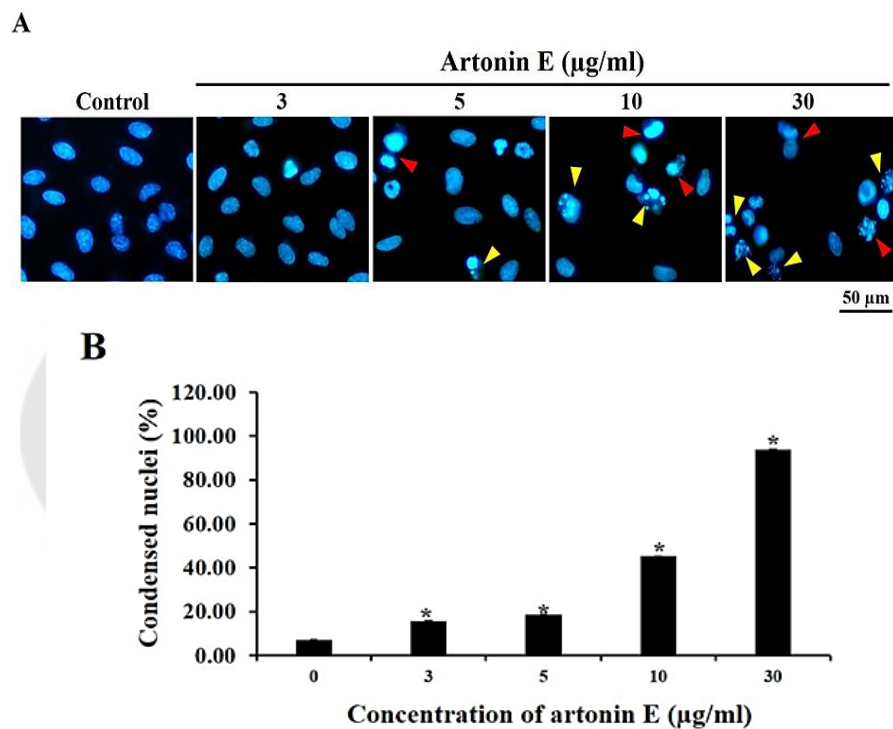 A
Artonin E (µg/ml)
Control 3 5 10 30
50 µm
B
Condensed nuclei (%)
120.00
100.00
80.00
60.00
40.00
20.00
0.00
* * * *
0 3 5 10 30
Concentration of artonin E (µg/ml)